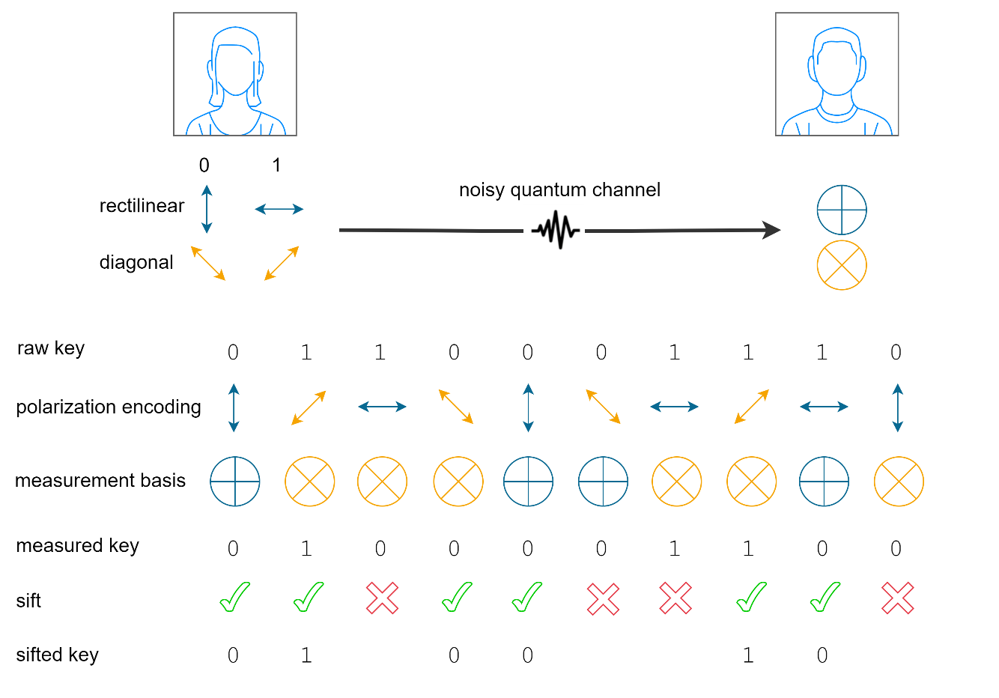 0 1
rectilinear
noisy quantum channel
diagonal
raw key 0 1 1 0 0 0 1 1 1 0
polarization encoding
measurement basis
measured key 0 1 0 0 0 0 1 1 0 0
sift
sifted key 0 1 0 0 1 0